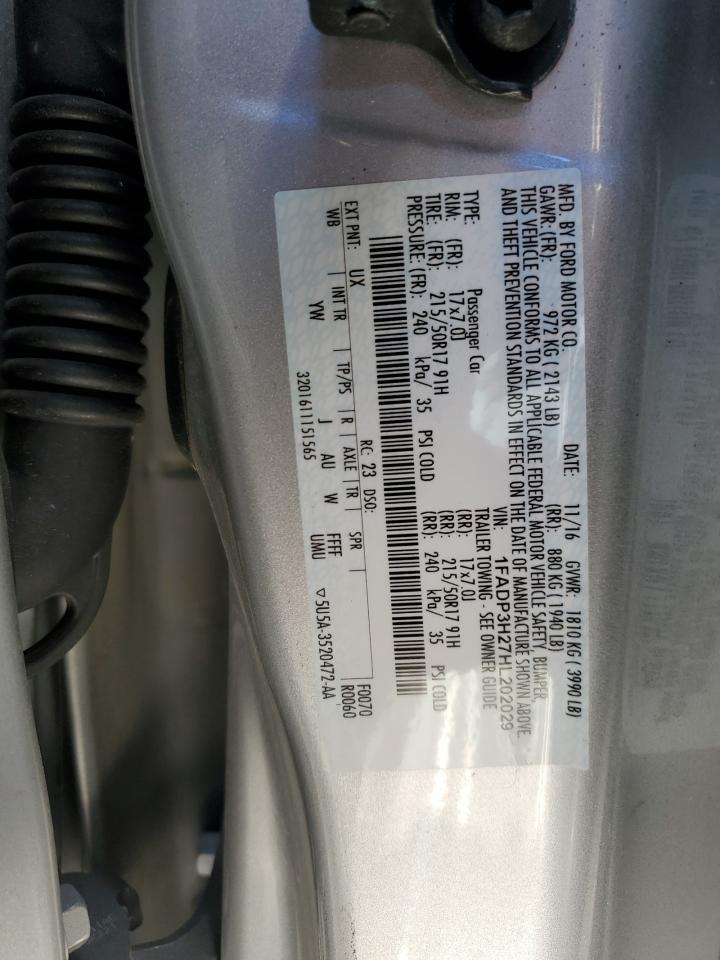 MFD. BY FORD MOTOR CO.
DATE: 11/16 GVWR: 1810 KG ( 3990 LB)
GAWR: (FR): 972 KG ( 2143 LB) (RR): 880 KG ( 1940 LB)
THIS VEHICLE CONFORMS TO ALL APPLICABLE FEDERAL MOTOR VEHICLE SAFETY, BUMPER,
AND THEFT PREVENTION STANDARDS IN EFFECT ON THE DATE OF MANUFACTURE SHOWN ABOVE.
VIN: 1FADP3H27HL202029
TYPE: Passenger Car TRAILER TOWING - SEE OWNER GUIDE
RIM: (FR): 17x7.0J (RR): 17x7.0J
TIRE: (FR): 215/50R17 91H (RR): 215/50R17 91H
PRESSURE: (FR): 240 kPa/ 35 PSI COLD (RR): 240 kPa/ 35 PSI COLD
F0070
R0060
EXT PNT: UX RC: 23 DSO:
WB INT TR TP/PS R AXLE TR SPR
YW J AU W FFFF
UMU
3201611151565 5U5A-3520472-AA